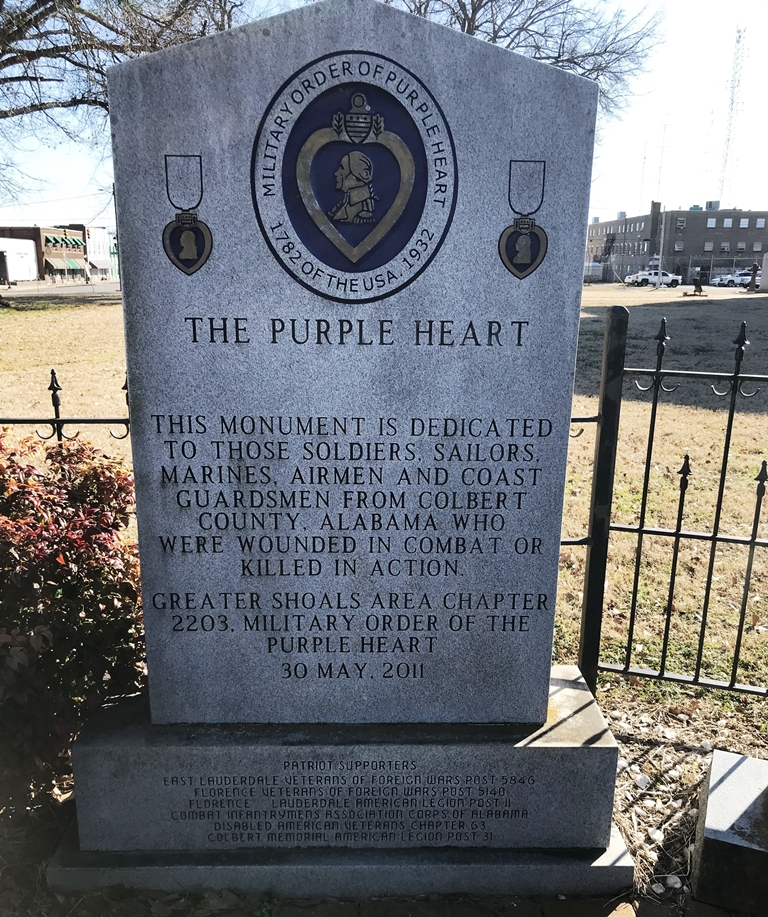 MILITARY ORDER OF PURPLE HEART
1782 OF THE USA. 1932
THE PURPLE HEART
THIS MONUMENT IS DEDICATED
TO THOSE SOLDIERS, SAILORS,
MARINES, AIRMEN AND COAST
GUARDSMEN FROM COLBERT
COUNTY, ALABAMA WHO
WERE WOUNDED IN COMBAT OR
KILLED IN ACTION.
GREATER SHOALS AREA CHAPTER
2203, MILITARY ORDER OF THE
PURPLE HEART
30 MAY, 2011
PATRIOT SUPPORTERS
EAST LAUDERDALE VETERANS OF FOREIGN WARS POST 5846
FLORENCE VETERANS OF FOREIGN WARS POST 5140
FLORENCE LAUDERDALE AMERICAN LEGION POST 11
COMBAT INFANTRYMENS ASSOCIATION CORPS OF ALABAMA
DISABLED AMERICAN VETERANS CHAPTER 63
COLBERT MEMORIAL AMERICAN LEGION POST 31